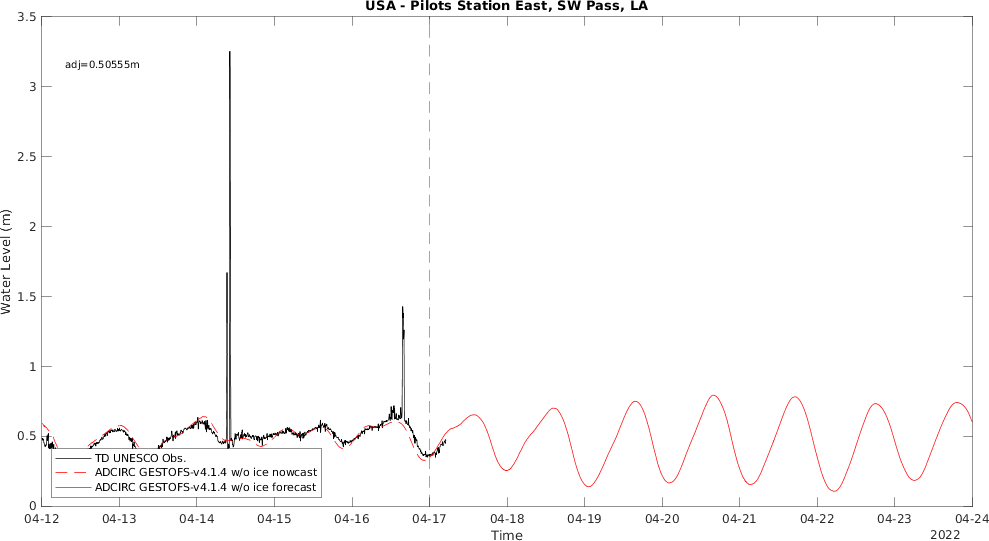 USA - Pilots Station East, SW Pass, LA
adj=0.50555m
Water Level (m)
3.5
3
2.5
2
1.5
1
0.5
0
TD UNESCO Obs.
ADCIRC GESTOFS-v4.1.4 w/o ice nowcast
ADCIRC GESTOFS-v4.1.4 w/o ice forecast
04-12 04-13 04-14 04-15 04-16 04-17 04-18 04-19 04-20 04-21 04-22 04-23 04-24
Time
2022